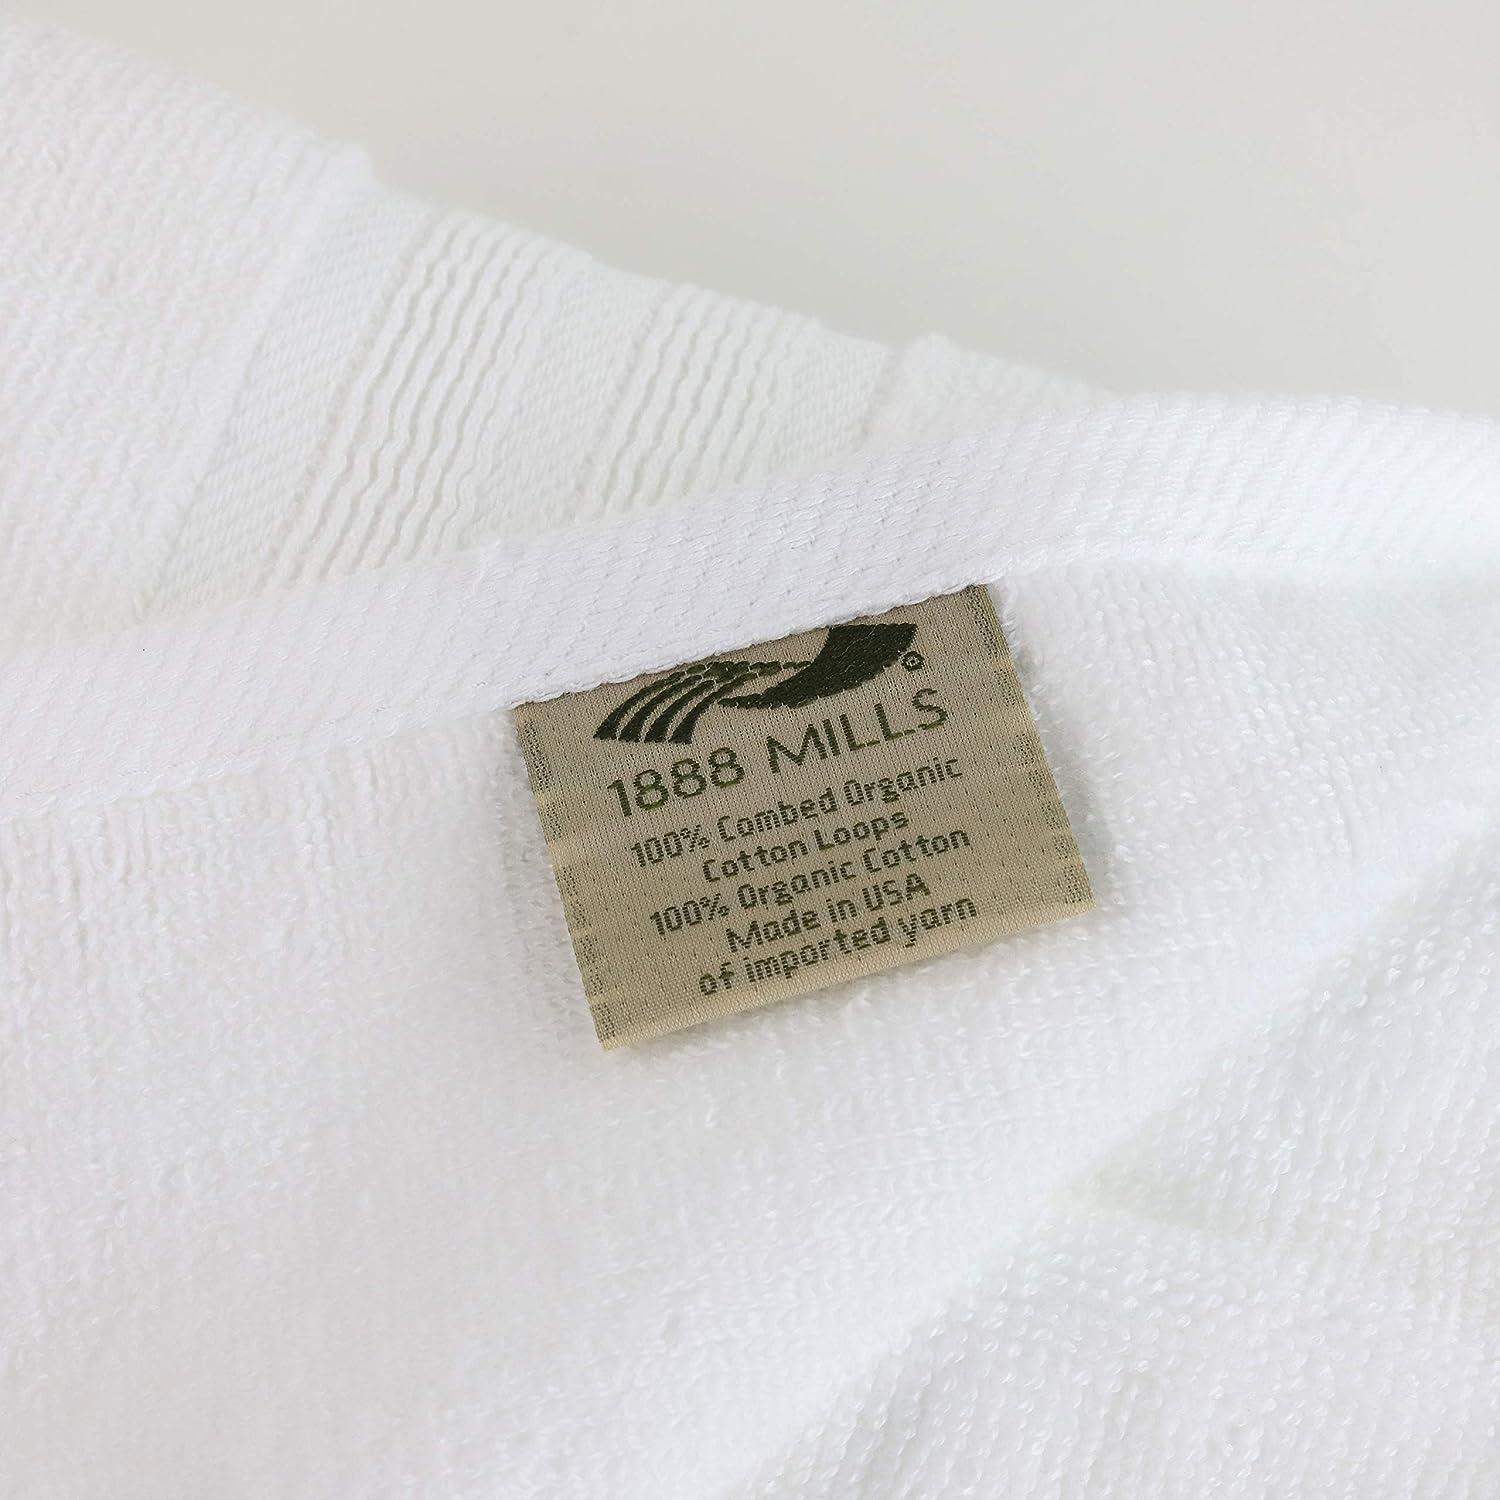 ®
1888 MILLS
100% Combed Organic
Cotton Loops
100% Organic Cotton
Made in USA
of imported yarn